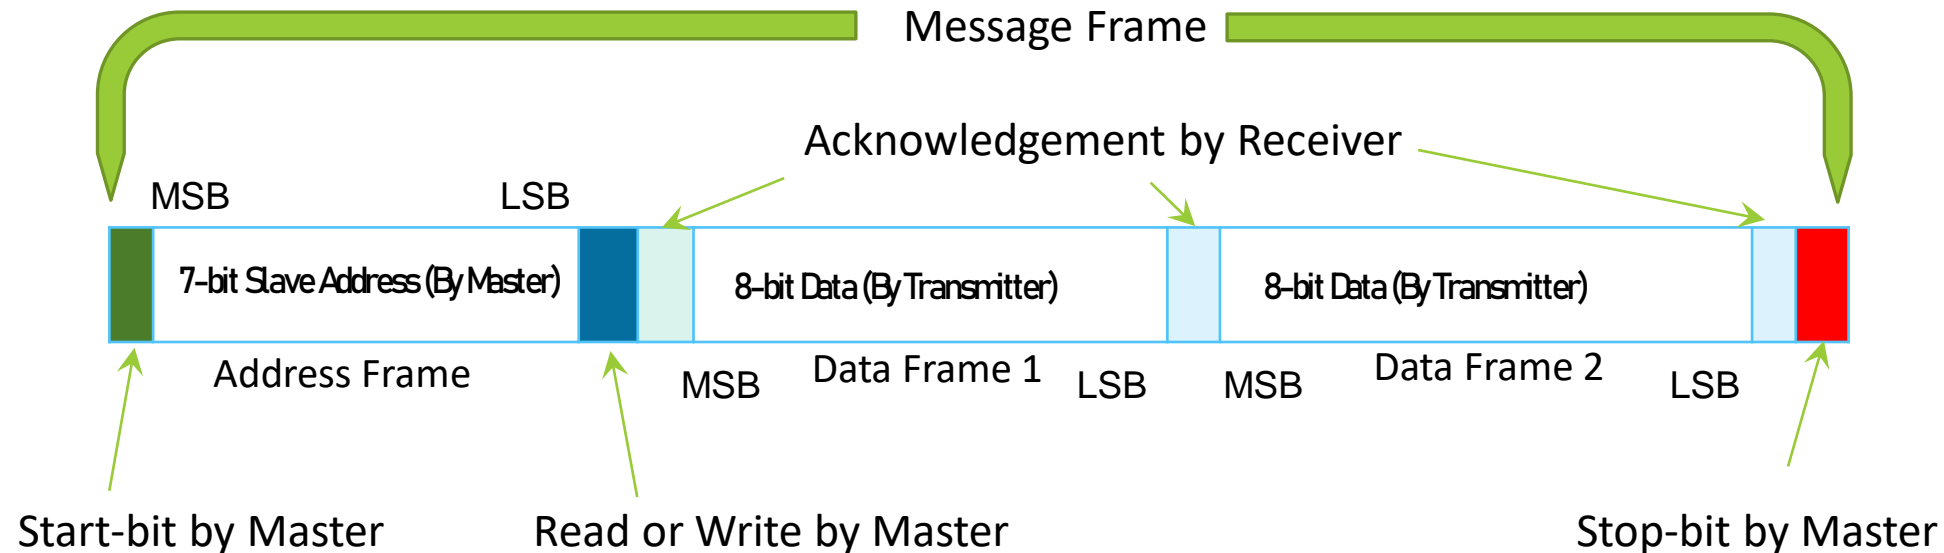 Message Frame
Acknowledgement by Receiver
MSB LSB
7-bit Slave Address (By Master) 8-bit Data (By Transmitter) 8-bit Data (By Transmitter)
Address Frame Data Frame 1 Data Frame 2
MSB LSB MSB LSB
Start-bit by Master Read or Write by Master Stop-bit by Master